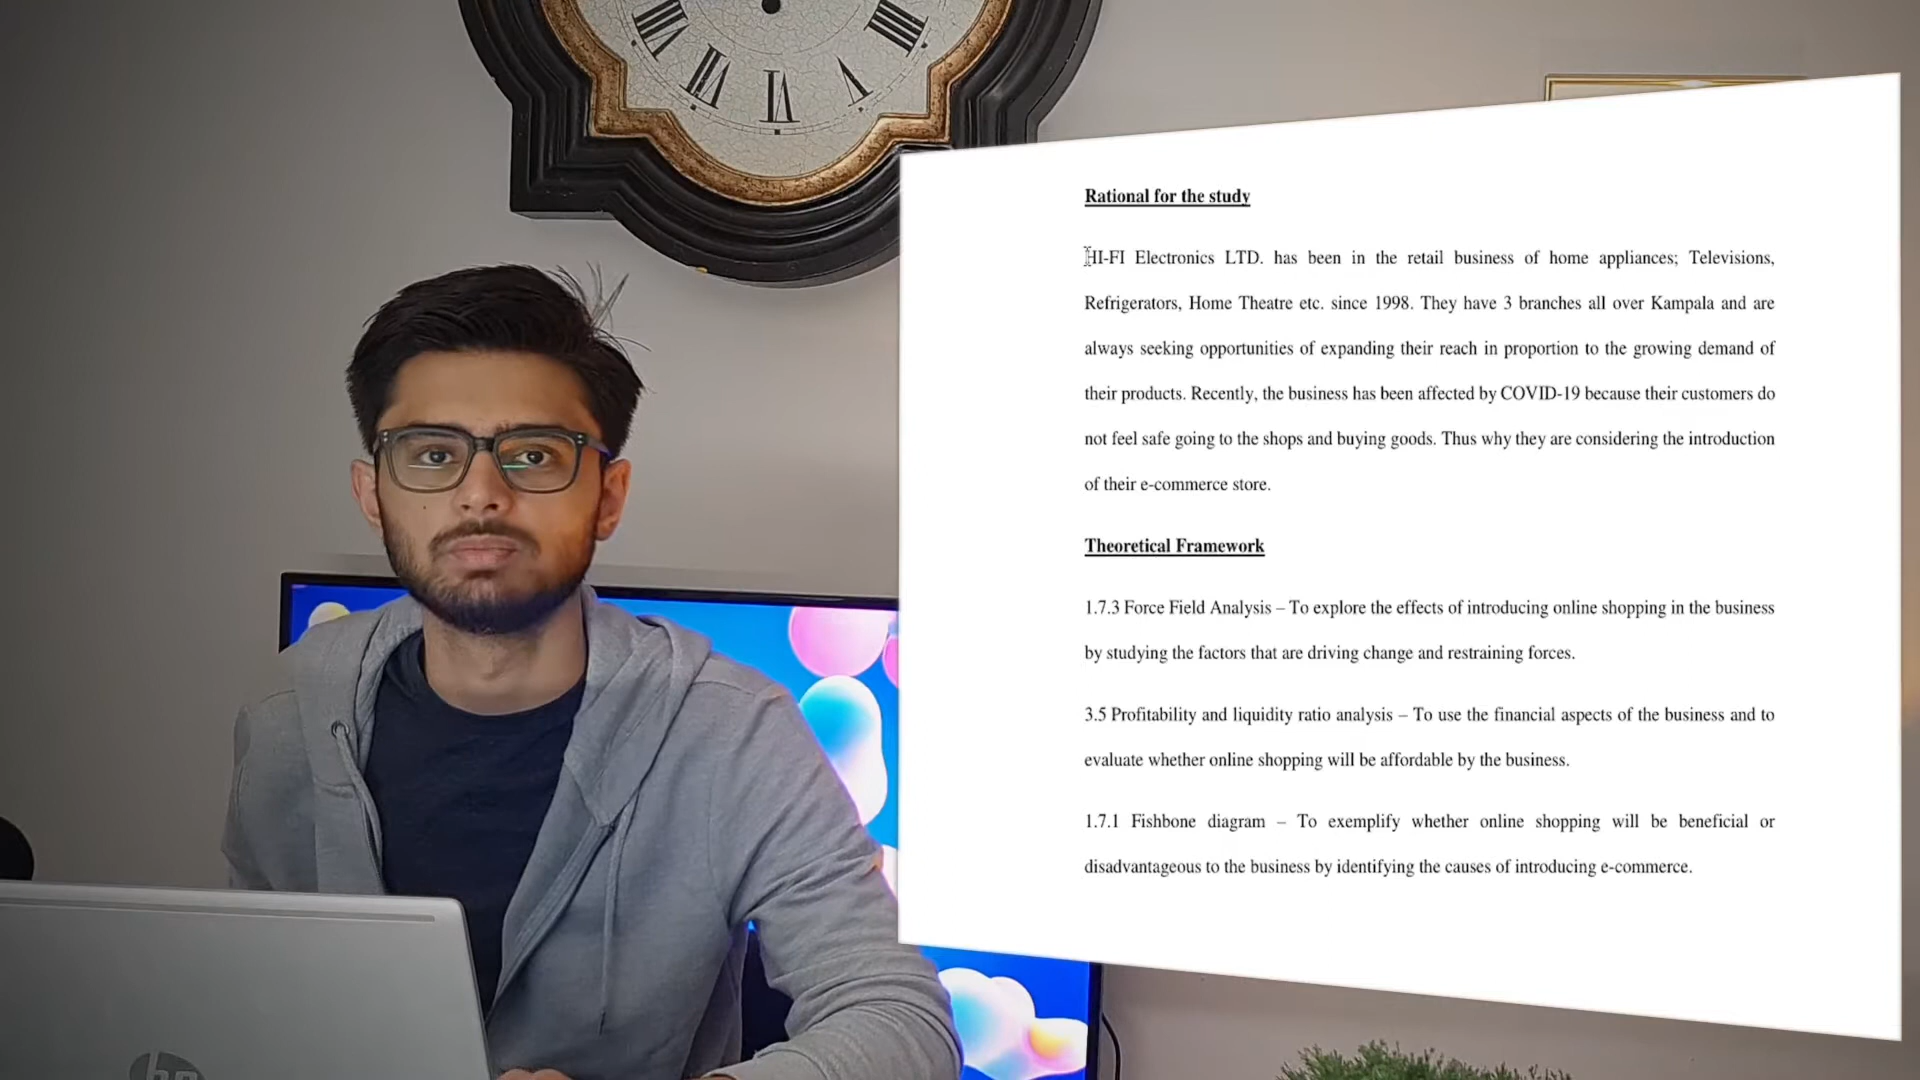 Rational for the study
HI-FI Electronics LTD. has been in the retail business of home appliances; Televisions,
Refrigerators, Home Theatre etc. since 1998. They have 3 branches all over Kampala and are
always seeking opportunities of expanding their reach in proportion to the growing demand of
their products. Recently, the business has been affected by COVID-19 because their customers do
not feel safe going to the shops and buying goods. Thus why they are considering the introduction
of their e-commerce store.
Theoretical Framework
1.7.3 Force Field Analysis – To explore the effects of introducing online shopping in the business
by studying the factors that are driving change and restraining forces.
3.5 Profitability and liquidity ratio analysis – To use the financial aspects of the business and to
evaluate whether online shopping will be affordable by the business.
1.7.1 Fishbone diagram – To exemplify whether online shopping will be beneficial or
disadvantageous to the business by identifying the causes of introducing e-commerce.
IIII
V
VI
VII
VIII
hp